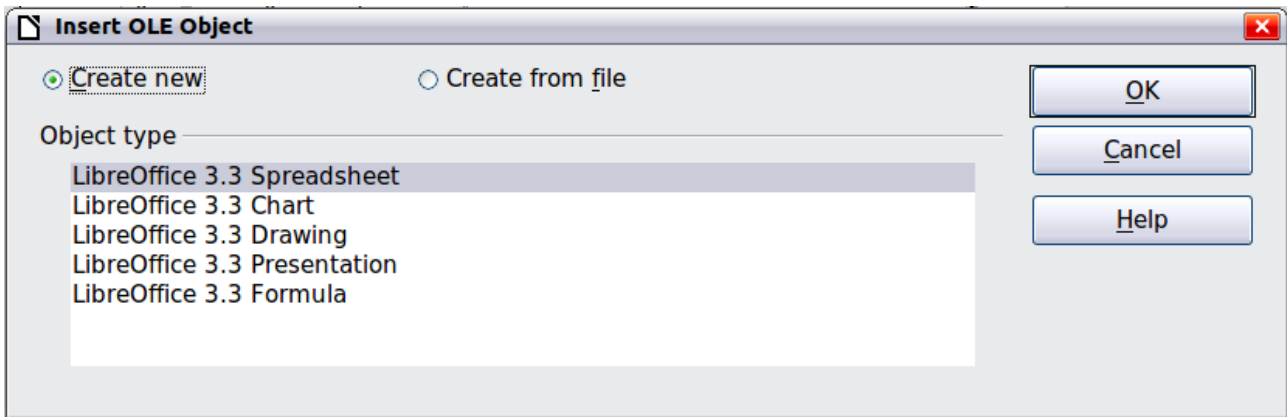 Insert OLE Object
Create new
Create from file
OK
Object type
Cancel
LibreOffice 3.3 Spreadsheet
LibreOffice 3.3 Chart
Help
LibreOffice 3.3 Drawing
LibreOffice 3.3 Presentation
LibreOffice 3.3 Formula